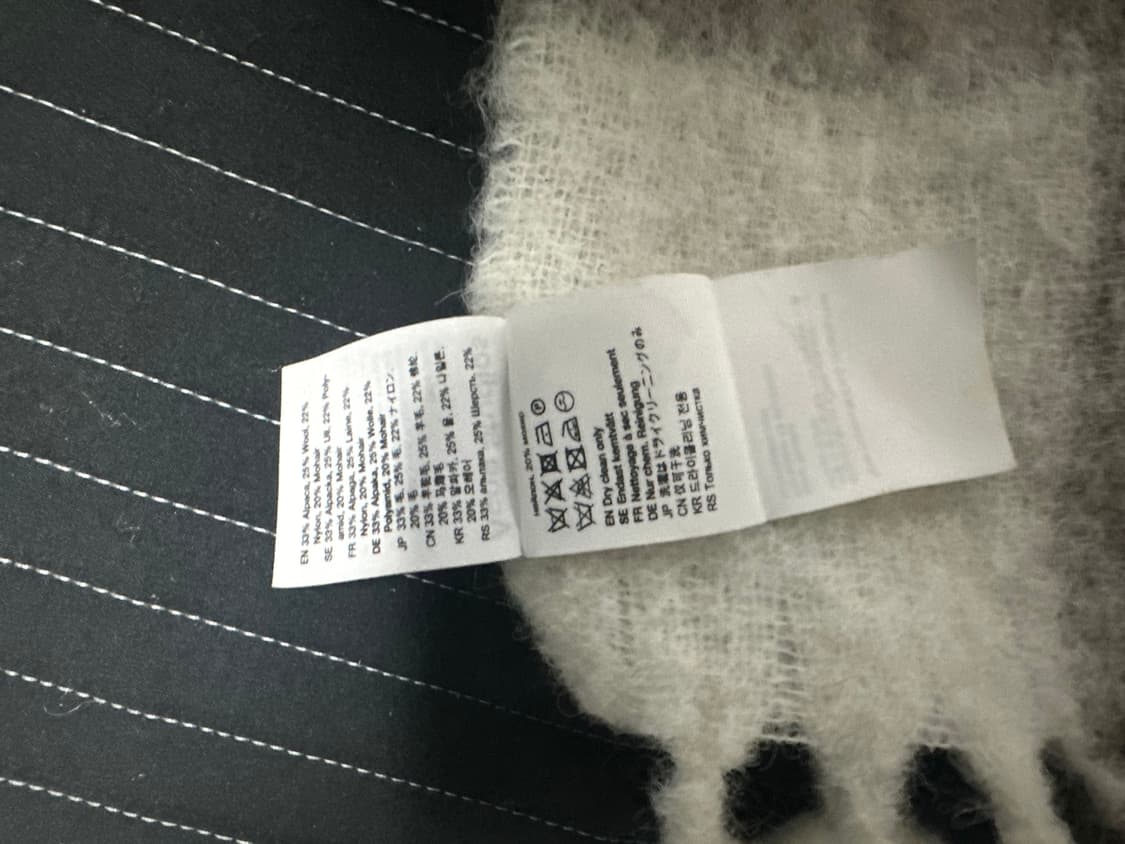 EN 33% Alpaca, 25% Wool, 22%
Nylon, 20% Mohair
SE 33% Alpacka, 25% Ull, 22% Poly-
amid, 20% Mohair
FR 33% Alpaga, 25% Laine, 22%
Nylon, 20% Mohair
DE 33% Alpaka, 25% Wolle, 22%
Polyamid, 20% Mohair
JP 33% 毛, 25% 毛, 22% ナイロン,
20% 毛
CN 33% 羊驼毛, 25% 羊毛, 22% 锦纶,
20% 马海毛
KR 33% 알파카, 25% 울, 22% 나일론,
20% 모헤어
RS 33% альпака, 25% Шерсть, 22%
нейлон, 20% мохер
P
EN Dry clean only
SE Endast kemtvätt
FR Nettoyage à sec seulement
DE Nur chem. Reinigung
JP 洗濯はドライクリーニングのみ
CN 仅可干洗
KR 드라이클리닝 전용
RS Только химчистка